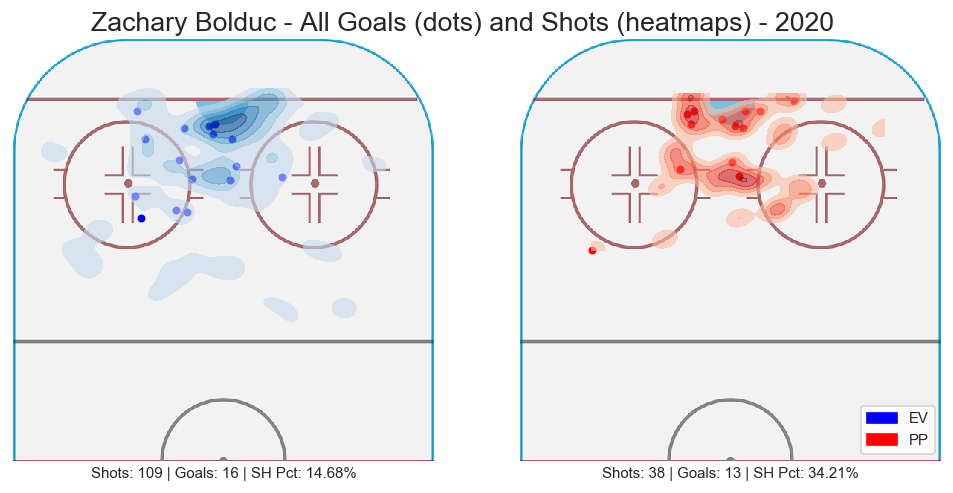 Zachary Bolduc - All Goals (dots) and Shots (heatmaps) - 2020
EV
PP
Shots: 109 | Goals: 16 | SH Pct: 14.68%
Shots: 38 | Goals: 13 | SH Pct: 34.21%